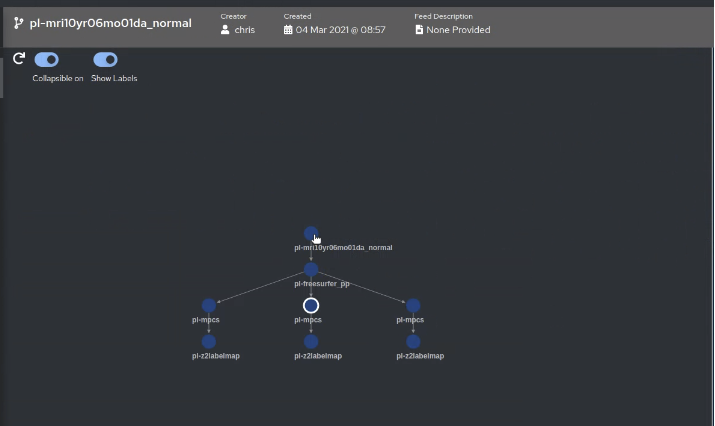 Creator
Created
Feed Description
pl-mri10yr06mo01da_normal
chris
04 Mar 2021 @ 08:57
None Provided
Collapsible on
Show Labels
pl-mri10yr06mo01da_normal
pl-freesurfer_pp
pl-mpcs
pl-mpcs
pl-mpcs
pl-z2labelmap
pl-z2labelmap
pl-z2labelmap